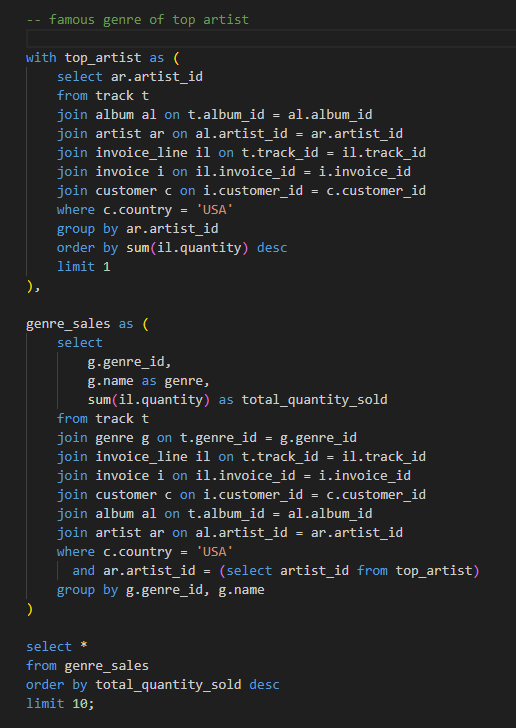 -- famous genre of top artist
with top_artist as (
select ar.artist_id
from track t
join album al on t.album_id = al.album_id
join artist ar on al.artist_id = ar.artist_id
join invoice_line il on t.track_id = il.track_id
join invoice i on il.invoice_id = i.invoice_id
join customer c on i.customer_id = c.customer_id
where c.country = 'USA'
group by ar.artist_id
order by sum(il.quantity) desc
limit 1
),
genre_sales as (
select
g.genre_id,
g.name as genre,
sum(il.quantity) as total_quantity_sold
from track t
join genre g on t.genre_id = g.genre_id
join invoice_line il on t.track_id = il.track_id
join invoice i on il.invoice_id = i.invoice_id
join customer c on i.customer_id = c.customer_id
join album al on t.album_id = al.album_id
join artist ar on al.artist_id = ar.artist_id
where c.country = 'USA'
and ar.artist_id = (select artist_id from top_artist)
group by g.genre_id, g.name
)
select *
from genre_sales
order by total_quantity_sold desc
limit 10;